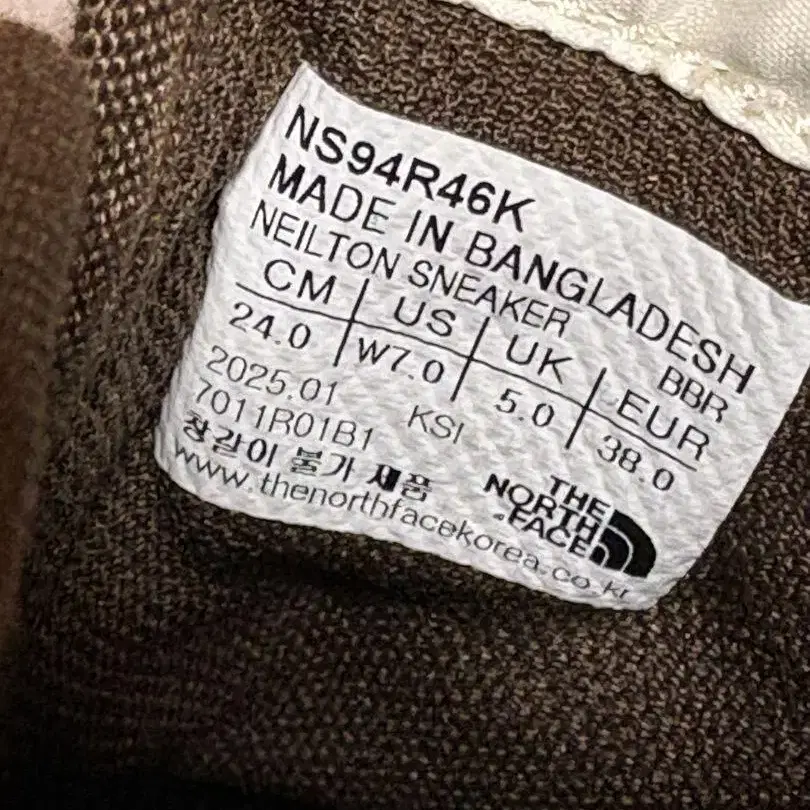 NS94R46K
MADE IN BANGLADESH
NEILTON SNEAKER BBR
CM US UK EUR
24.0 W7.0 5.0 38.0
2025.01 KSI
7011R01B1
창갈이 불가 제품
THE
NORTH
FACE
www.thenorthfacekorea.co.kr